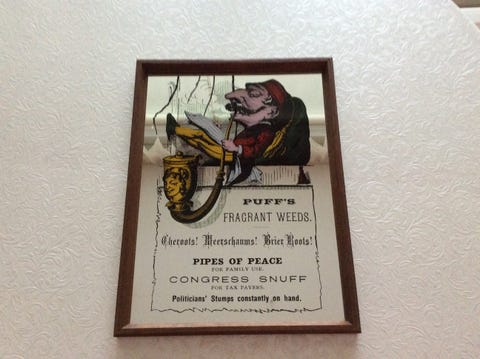 PUFF'S
FRAGRANT WEEDS.
Cheroots! Meerschaums! Brier Roots!
PIPES OF PEACE
FOR FAMILY USE.
CONGRESS SNUFF
FOR TAX PAYERS.
Politicians' Stumps constantly on hand.